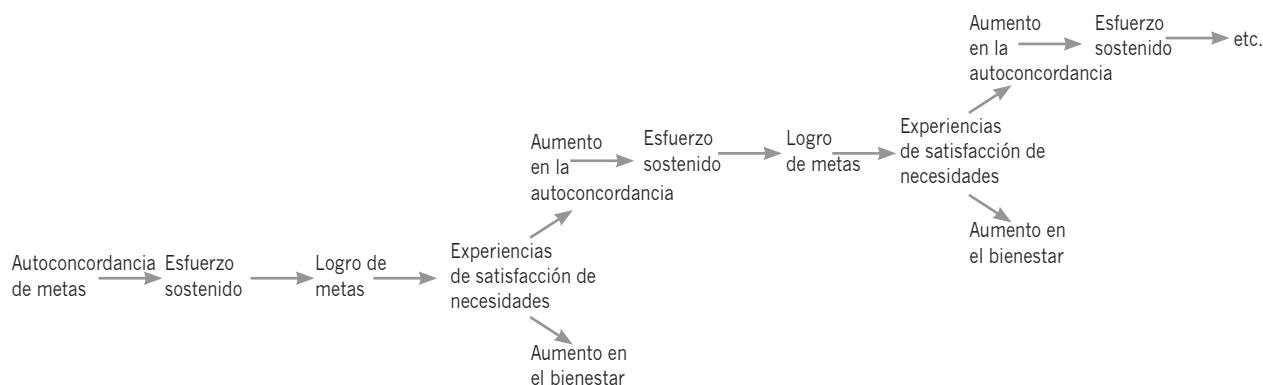 Autoconcordancia
de metas
Esfuerzo
sostenido
Logro de
metas
Experiencias
de satisfacción de
necesidades
Aumento en
el bienestar
Aumento
en la
autoconcordancia
Esfuerzo
sostenido
Logro
de metas
Experiencias
de satisfacción de
necesidades
Aumento en
el bienestar
Aumento
en la
autoconcordancia
Esfuerzo
sostenido
etc.